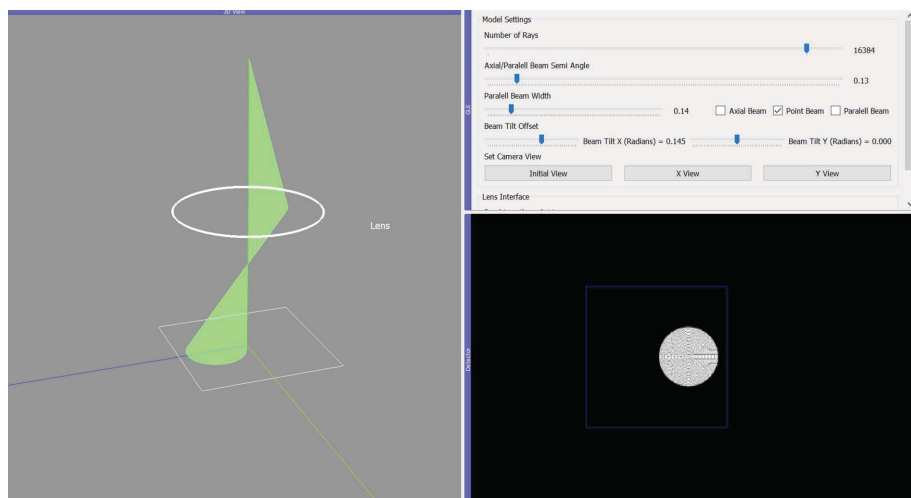 3D View
Lens
GUI
Model Settings
Number of Rays
16384
Axial/Paralell Beam Semi Angle
0.13
Paralell Beam Width
0.14 Axial Beam Point Beam Paralell Beam
Beam Tilt Offset
Beam Tilt X (Radians) = 0.145 Beam Tilt Y (Radians) = 0.000
Set Camera View
Initial View X View Y View
Lens Interface
Detector